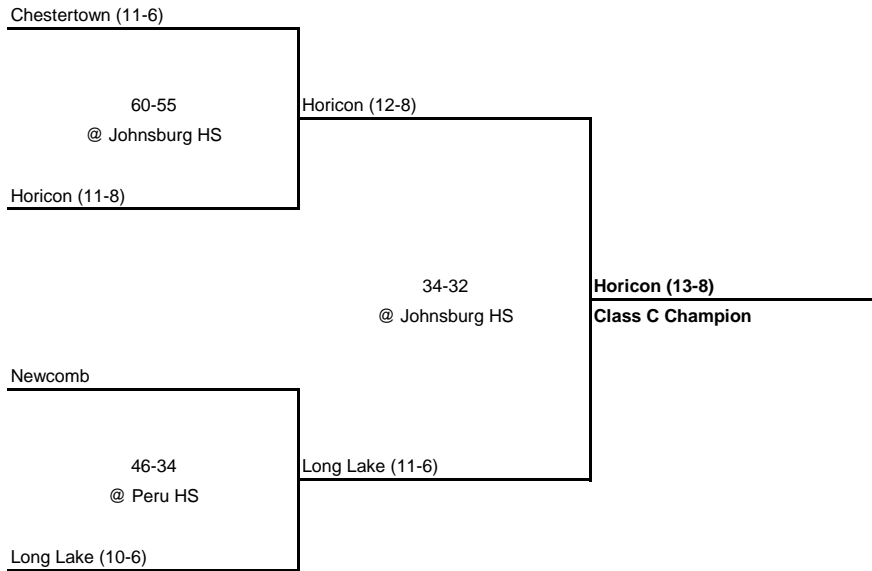 Chestertown (11-6)
60-55
@ Johnsburg HS
Horicon (12-8)
Horicon (11-8)
34-32
@ Johnsburg HS
Horicon (13-8)
Class C Champion
Newcomb
46-34
@ Peru HS
Long Lake (11-6)
Long Lake (10-6)